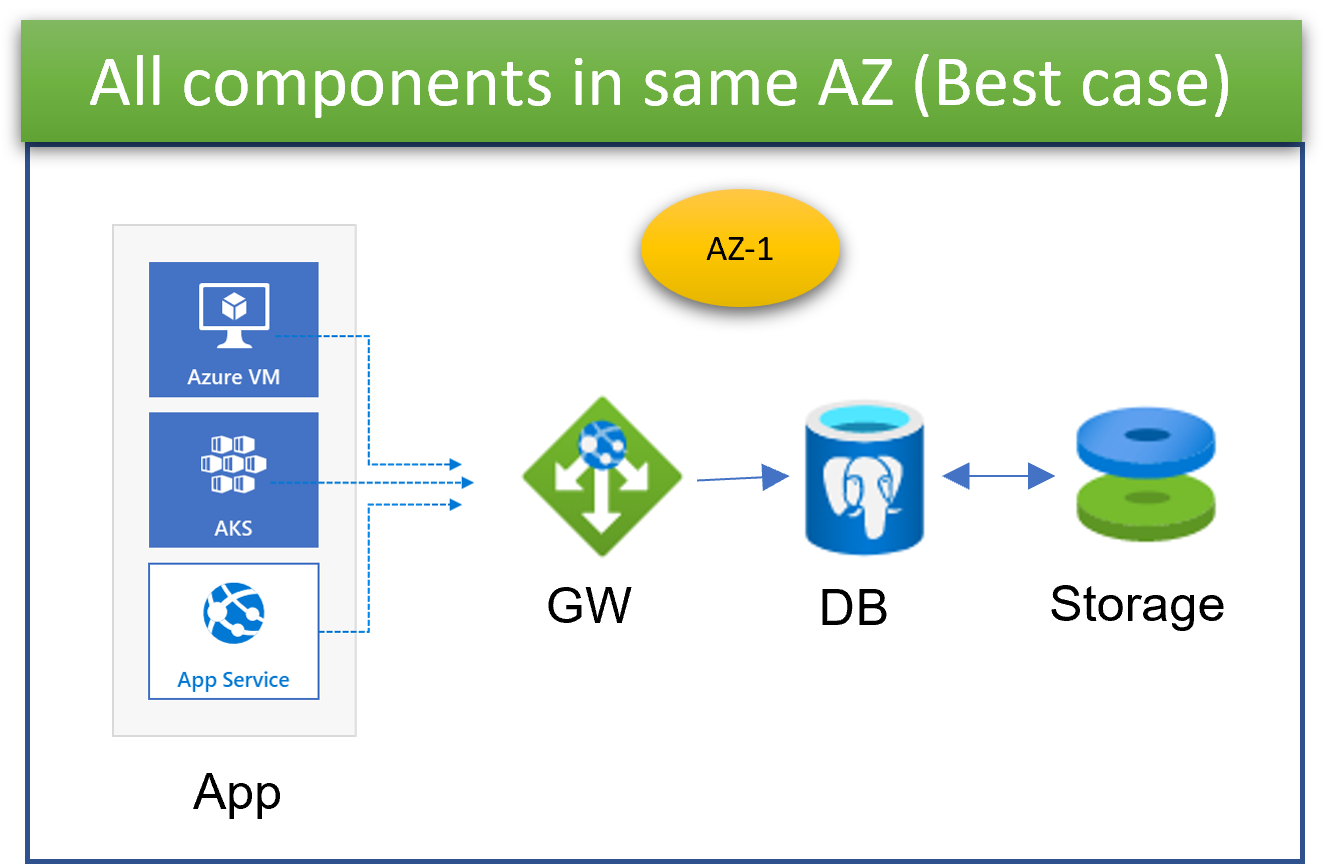 All components in same AZ (Best case)
AZ-1
Azure VM
AKS
App Service
App
GW
DB
Storage